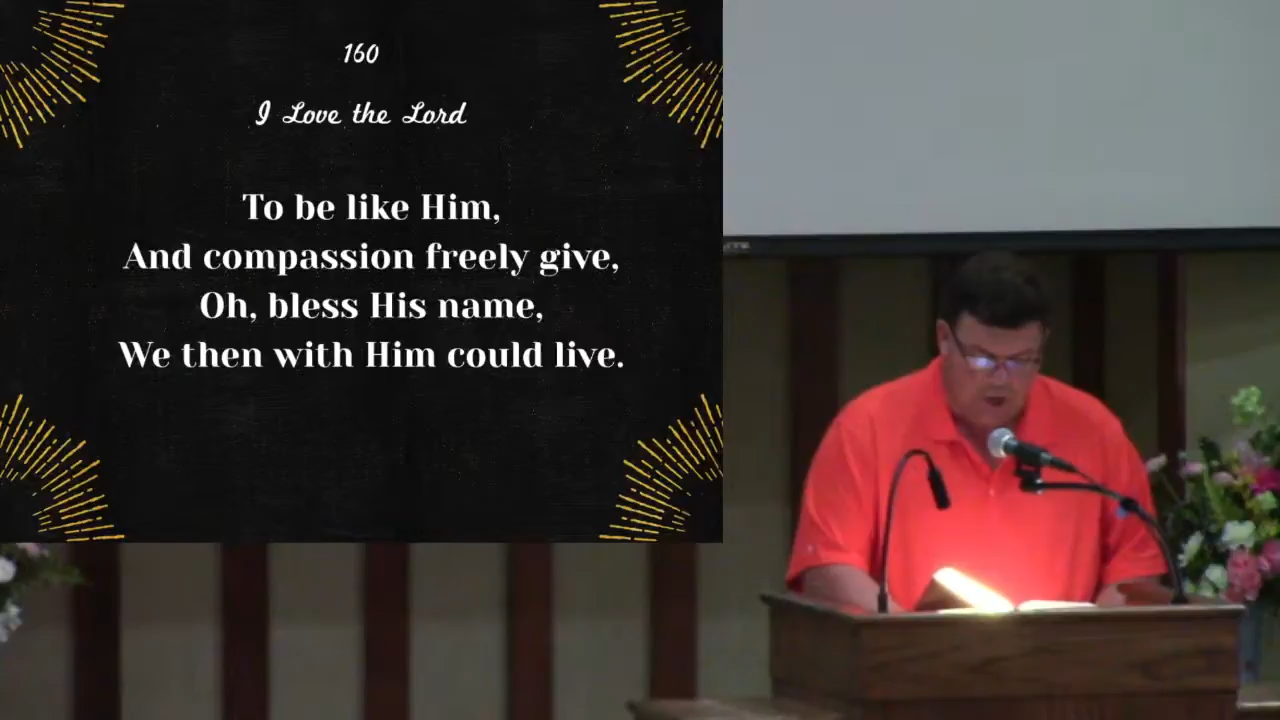 160
I Love the Lord
To be like Him,
And compassion freely give,
Oh, bless His name,
We then with Him could live.